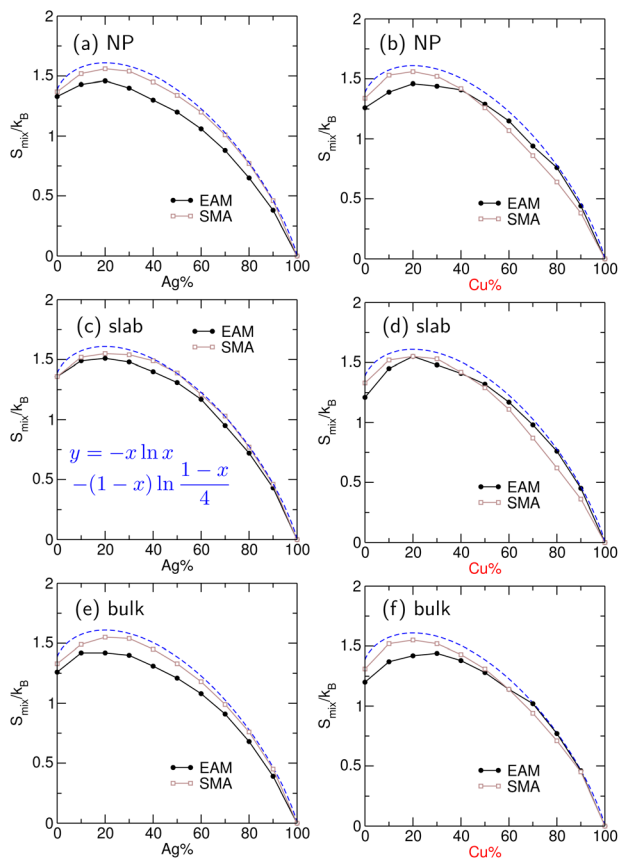 2
(a) NP
1.5
1
0.5
0
S_mix/k_B
EAM
SMA
0 20 40 60 80 100
Ag%
2
(b) NP
1.5
1
0.5
0
S_mix/k_B
EAM
SMA
0 20 40 60 80 100
Cu%
2
(c) slab
EAM
SMA
1.5
1
0.5
0
S_mix/k_B
y = −x ln x
−(1 − x) ln (1 − x)/4
0 20 40 60 80 100
Ag%
2
(d) slab
1.5
1
0.5
0
S_mix/k_B
EAM
SMA
0 20 40 60 80 100
Cu%
2
(e) bulk
1.5
1
0.5
0
S_mix/k_B
EAM
SMA
0 20 40 60 80 100
Ag%
2
(f) bulk
1.5
1
0.5
0
S_mix/k_B
EAM
SMA
0 20 40 60 80 100
Cu%